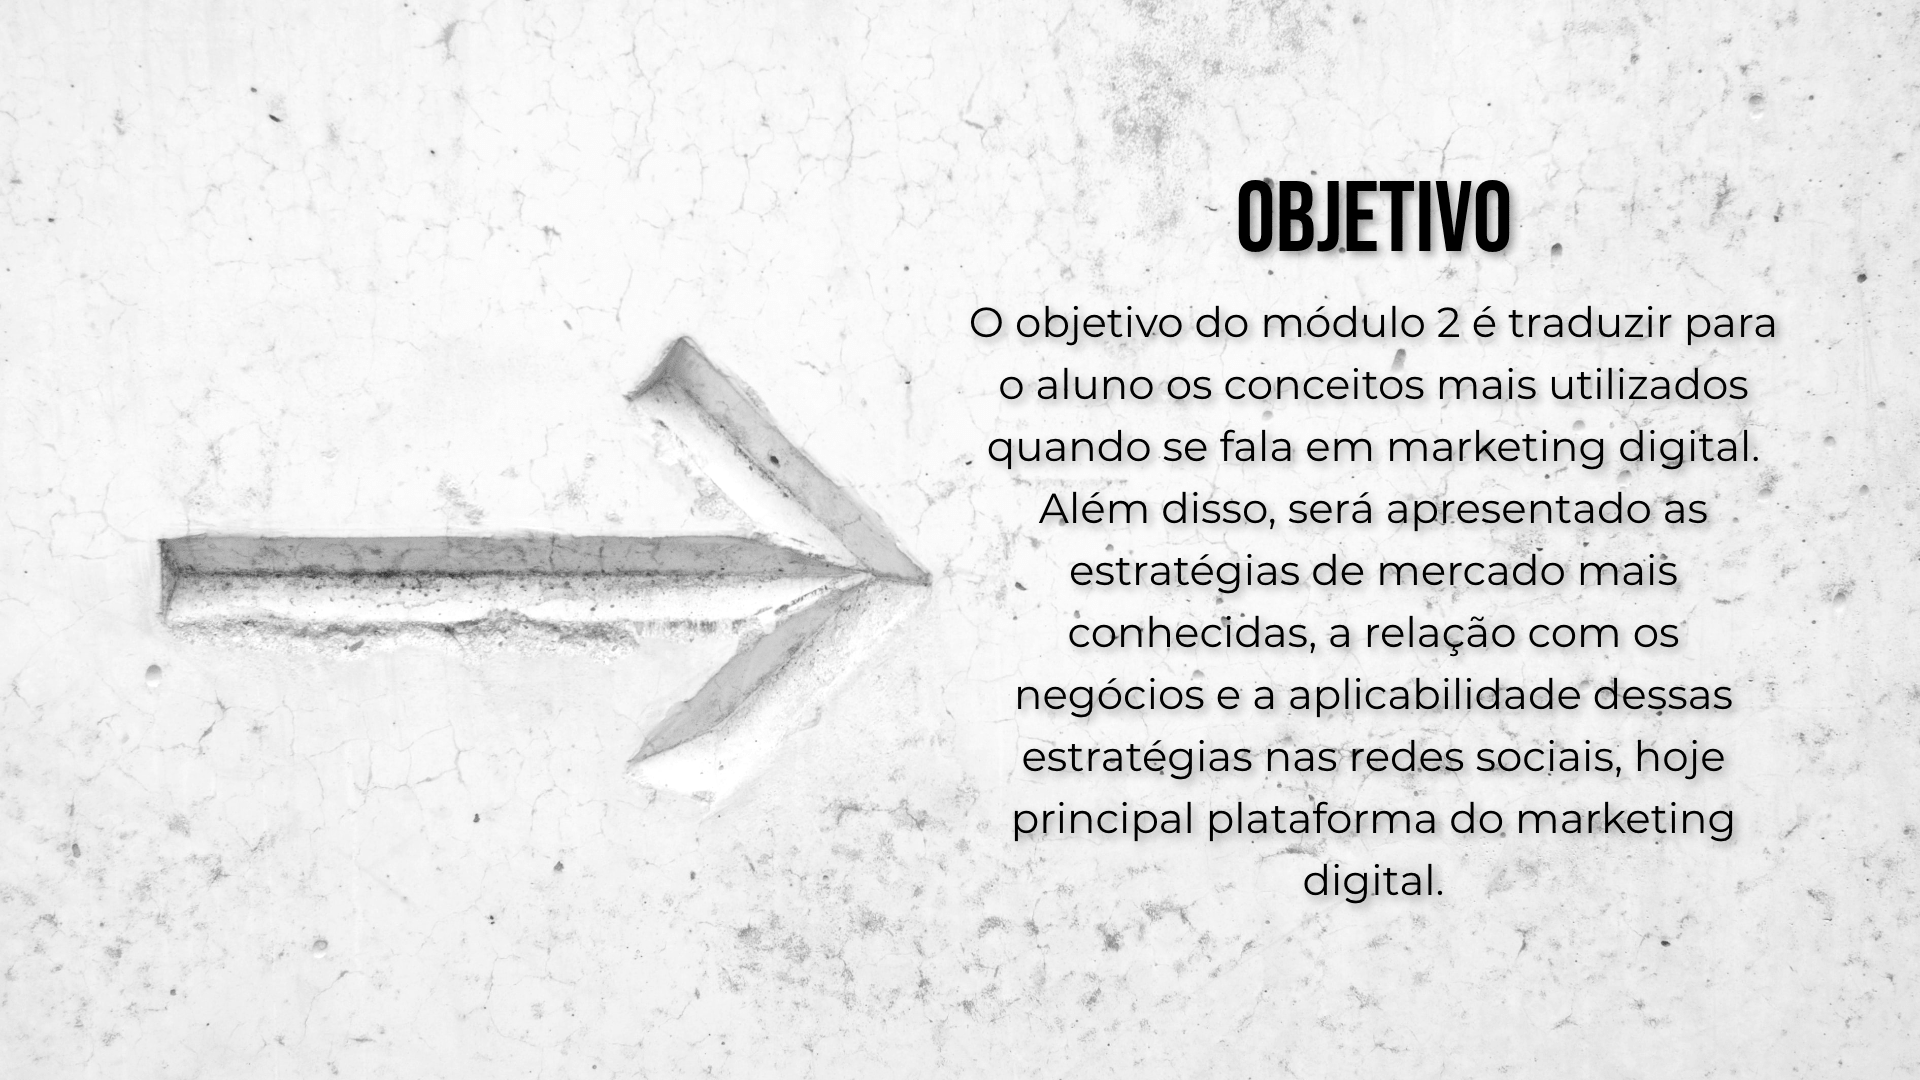 OBJETIVO
O objetivo do módulo 2 é traduzir para
o aluno os conceitos mais utilizados
quando se fala em marketing digital.
Além disso, será apresentado as
estratégias de mercado mais
conhecidas, a relação com os
negócios e a aplicabilidade dessas
estratégias nas redes sociais, hoje
principal plataforma do marketing
digital.